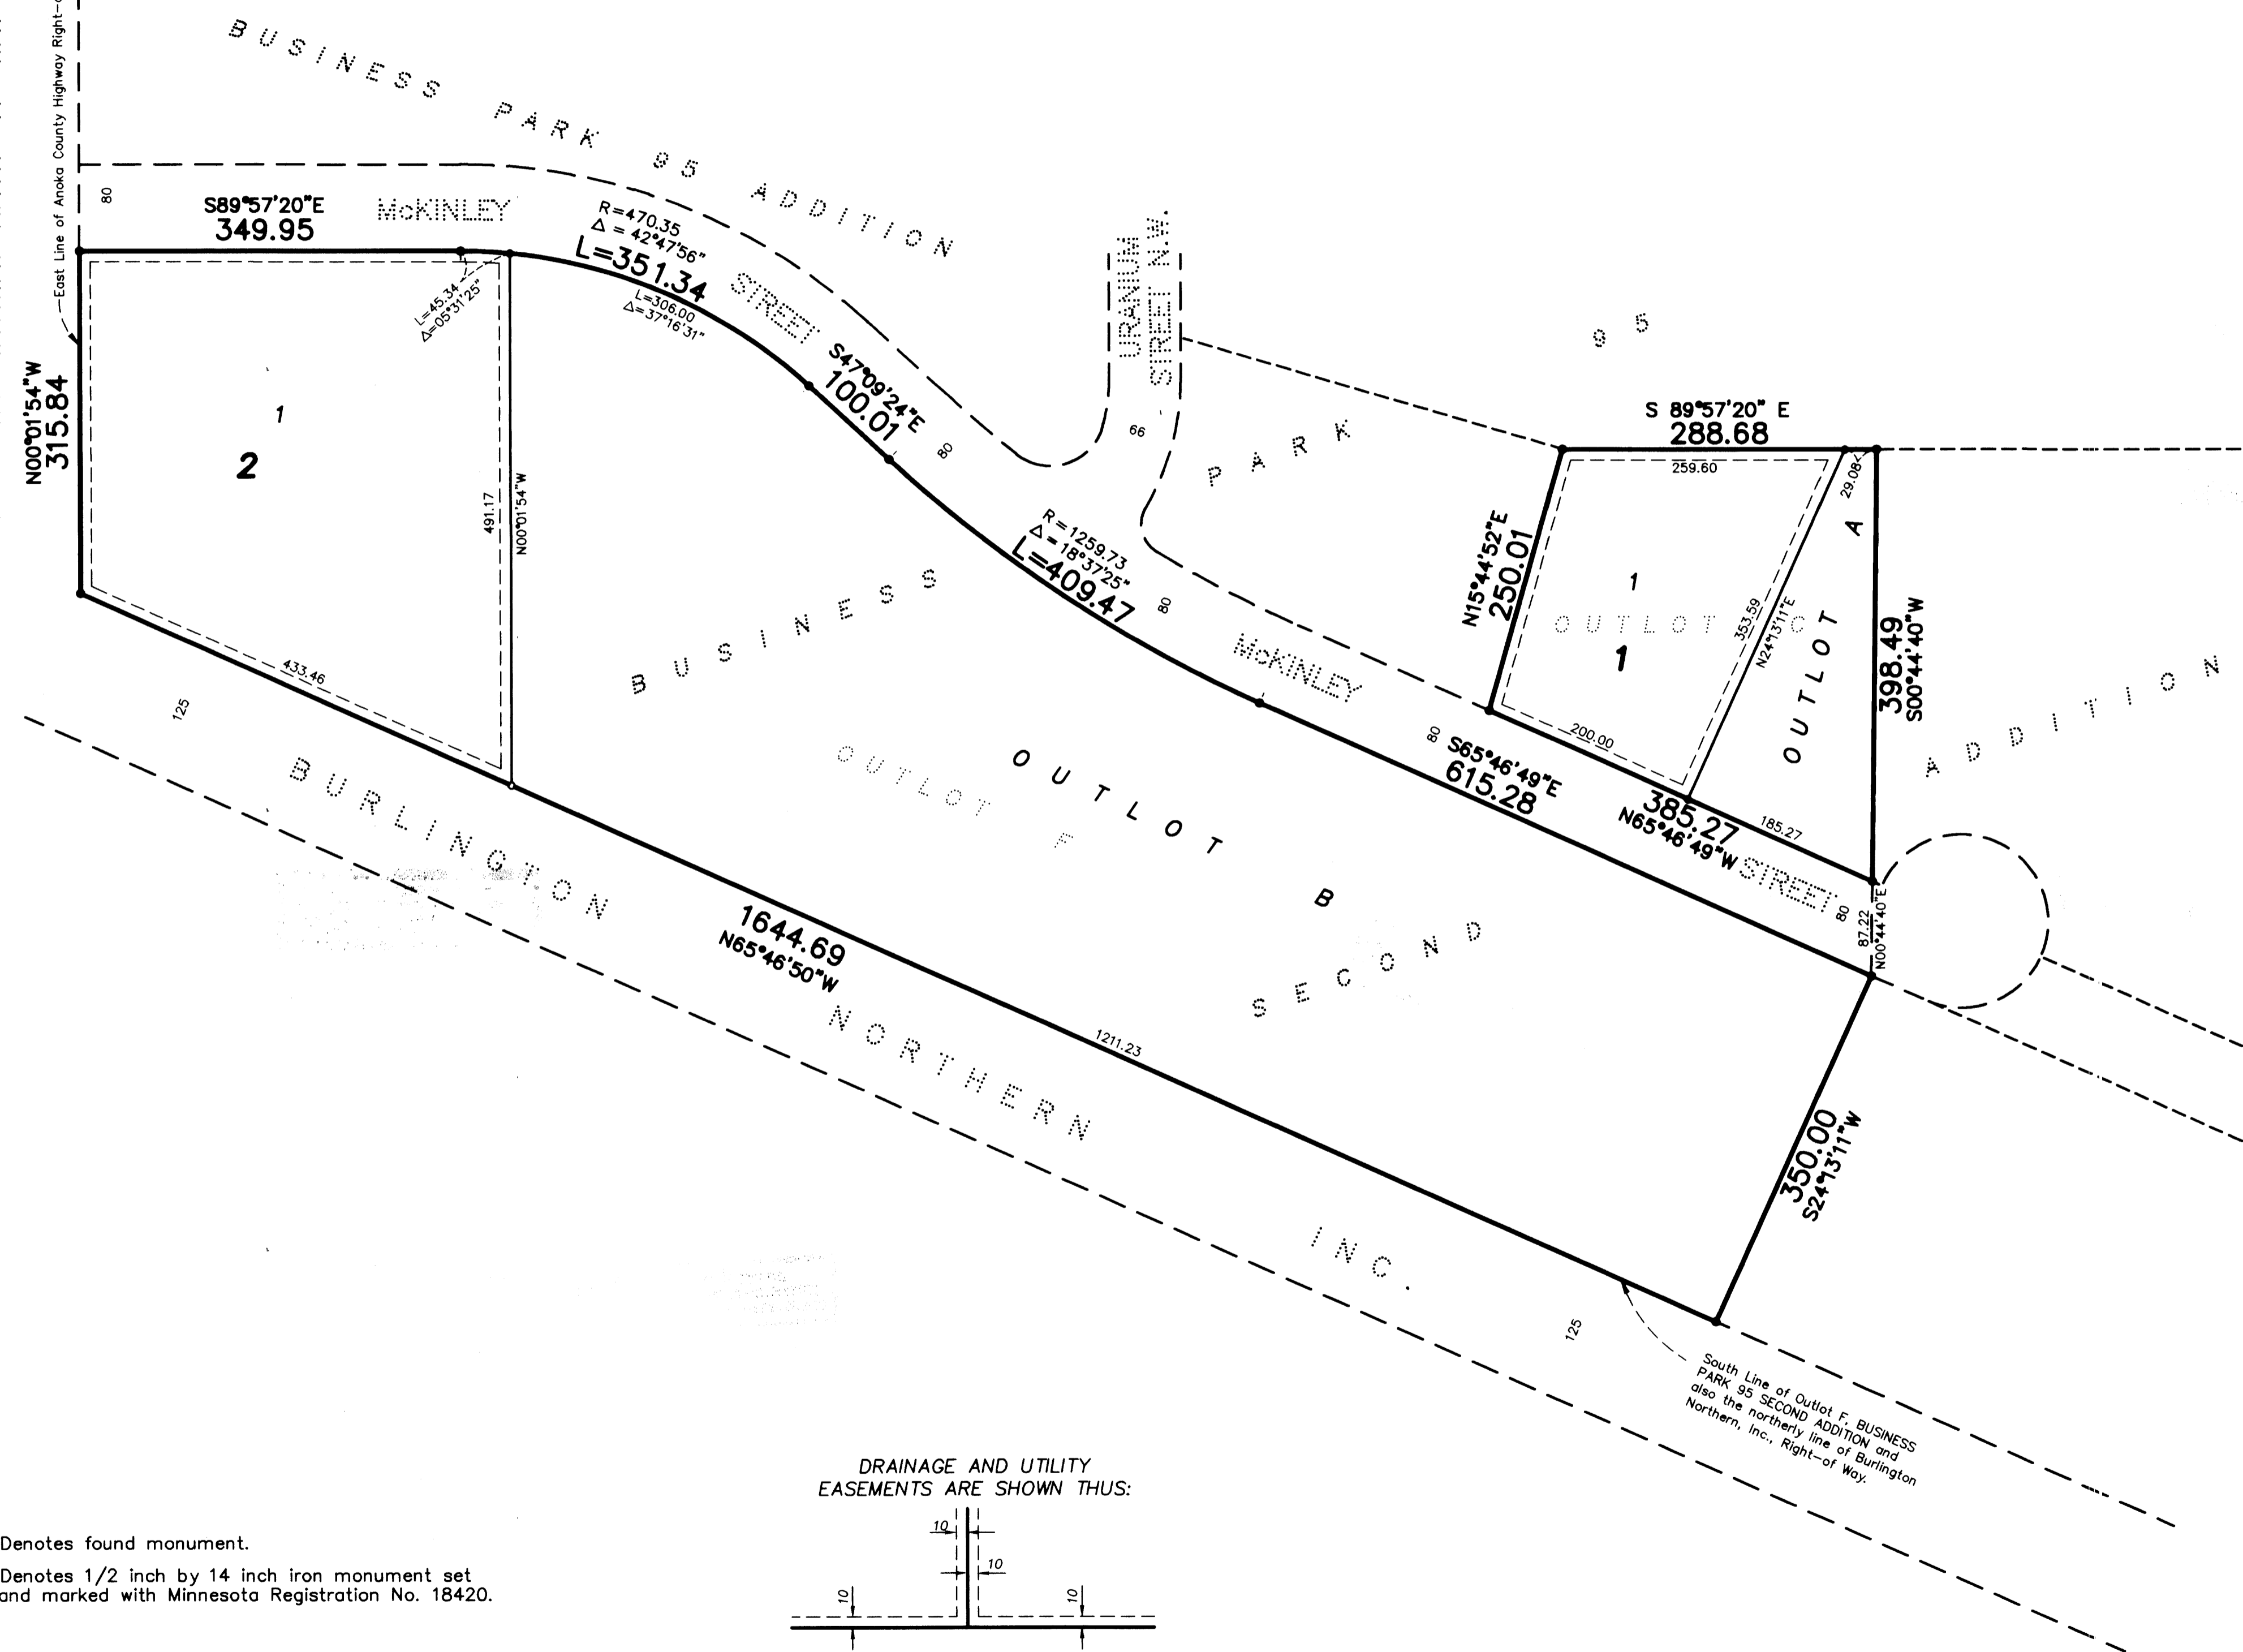 BUSINESS PARK 95 ADDITION
East Line of Anoka County Highway Right-o
80
S89°57'20"E
349.95
McKINLEY
R=470.35
Δ = 42°47'56"
L=351.34
L=306.00
Δ=37°16'31"
STREET
L=45.34
Δ=05°31'25"
URANIUM
STREET N.W.
66
95
S47°09'24"E
100.01
80
N00°01'54"W
315.84
1
2
491.17
N00°01'54"W
PARK
S 89°57'20" E
288.68
259.60
29.08
N15°44'52"E
250.01
1
OUTLOT C
1
353.59
N24°13'11"E
OUTLOT A
398.49
S00°44'40"W
R=1259.73
Δ = 18°37'25"
L=409.47
80
BUSINESS
McKINLEY
433.46
125
200.00
80
S65°46'49"E
615.28
385.27
N65°46'49"W
185.27
STREET
80
87.22
N00°44'40"E
ADDITION
OUTLOT F
OUTLOT B
SECOND
BURLINGTON
1644.69
N65°46'50"W
NORTHERN
1211.23
350.00
S24°13'11"W
INC.
125
South Line of Outlot F, BUSINESS
PARK 95 SECOND ADDITION and
also the northerly line of Burlington
Northern, Inc., Right-of Way.
DRAINAGE AND UTILITY
EASEMENTS ARE SHOWN THUS:
10
10
10
10
Denotes found monument.
Denotes 1/2 inch by 14 inch iron monument set
and marked with Minnesota Registration No. 18420.